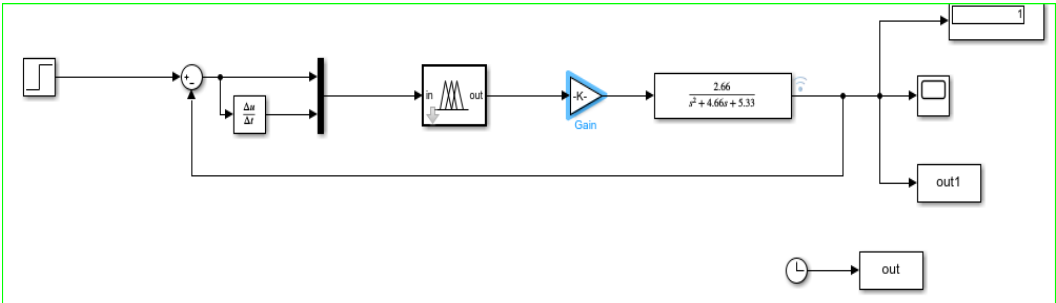 1
+
-
Δu
Δt
in
out
-K-
Gain
2.66
s² + 4.66s + 5.33
out1
out